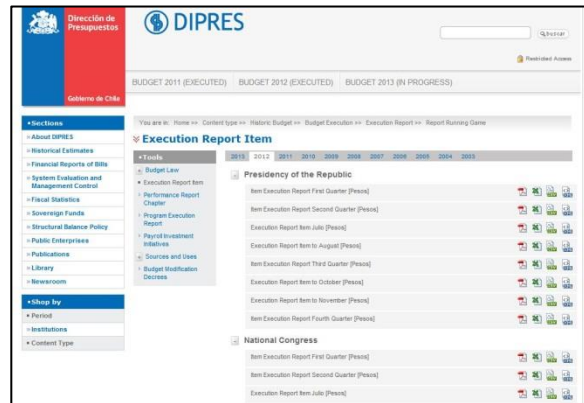 Dirección de
Presupuestos
Gobierno de Chile
DIPRES
Buscar
Restricted Access
BUDGET 2011 (EXECUTED) BUDGET 2012 (EXECUTED) BUDGET 2013 (IN PROGRESS)
Sections
About DIPRES
Historical Estimates
Financial Reports of Bills
System Evaluation and
Management Control
Fiscal Statistics
Sovereign Funds
Structural Balance Policy
Public Enterprises
Publications
Library
Newsroom
Shop by
Period
Institutions
Content Type
You are in: Home >> Content type >> Historic Budget >> Budget Execution >> Execution Report >> Report Running Game
Execution Report Item
Tools
Budget Law
Execution Report Item
Performance Report
Chapter
Program Execution
Report
Payroll Investment
Initiatives
Sources and Uses
Budget Modification
Decrees
2012 2011 2010 2009 2008 2007 2006 2005 2004 2003
Presidency of the Republic
Item Execution Report First Quarter [Pesos]
Item Execution Report Second Quarter [Pesos]
Execution Report Item Julio [Pesos]
Execution Report Item to August [Pesos]
Item Execution Report Third Quarter [Pesos]
Execution Report Item to October [Pesos]
Execution Report Item to November [Pesos]
Item Execution Report Fourth Quarter [Pesos]
National Congress
Item Execution Report First Quarter [Pesos]
Item Execution Report Second Quarter [Pesos]
Execution Report Item Julio [Pesos]